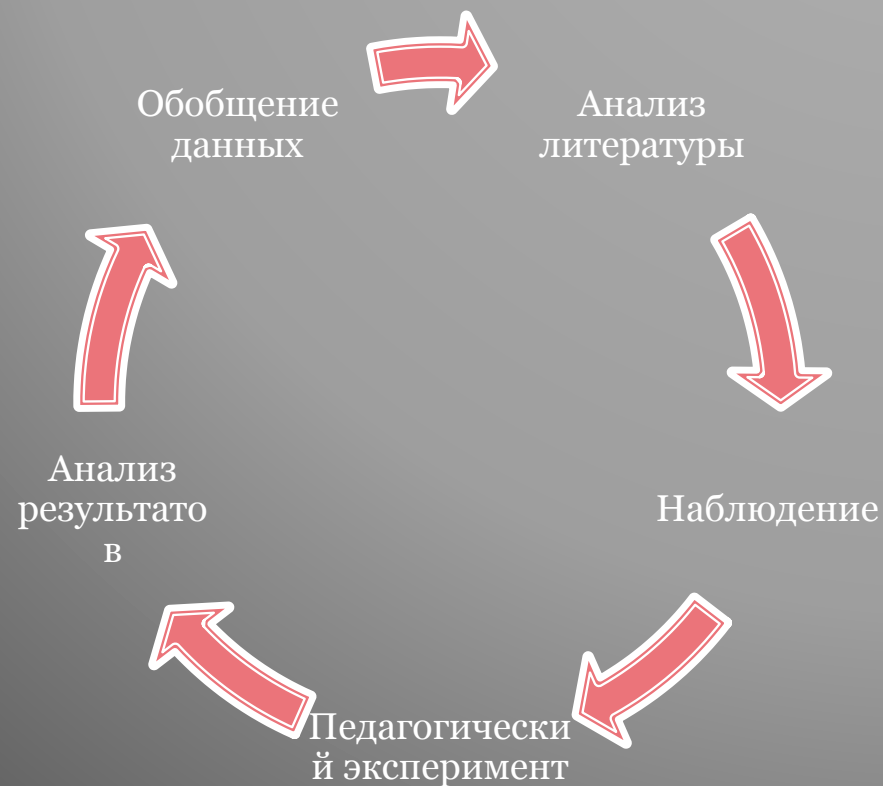 Обобщение
данных
Анализ
литературы
Анализ
результато
в
Наблюдение
Педагогически
й эксперимент